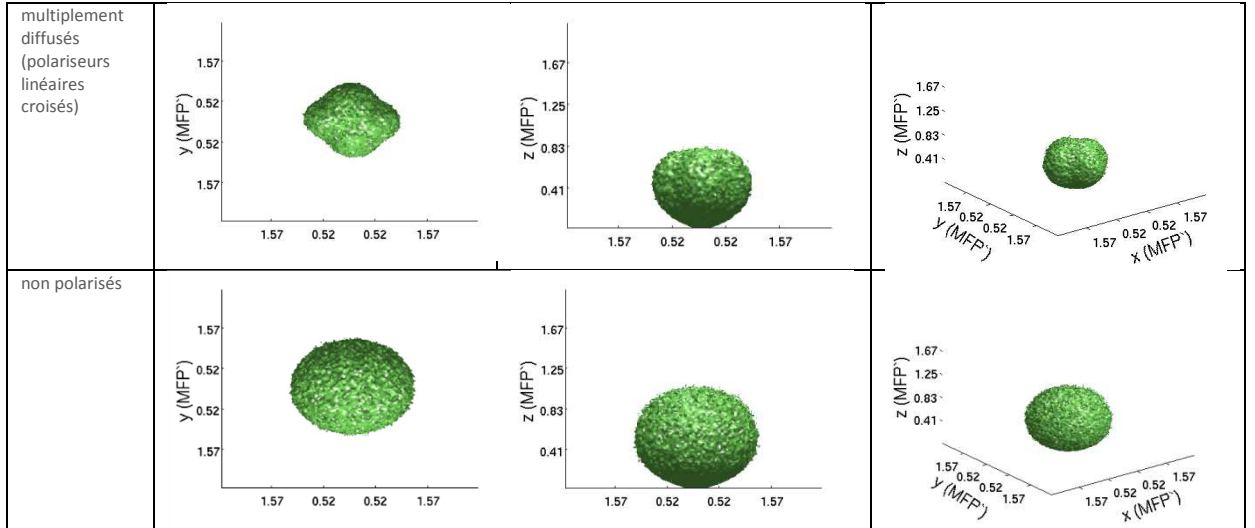 multiplement
diffusés
(polariseurs
linéaires
croisés)
y (MFP`)
1.57
0.52
0.52
1.57
1.57 0.52 0.52 1.57
z (MFP`)
1.67
1.25
0.83
0.41
1.57 0.52 0.52 1.57
z (MFP`)
1.67
1.25
0.83
0.41
1.57 0.52 0.52 1.57
y (MFP`)
1.57 0.52 0.52 1.57
x (MFP`)
non polarisés
y (MFP`)
1.57
0.52
0.52
1.57
1.57 0.52 0.52 1.57
z (MFP`)
1.67
1.25
0.83
0.41
1.57 0.52 0.52 1.57
z (MFP`)
1.67
1.25
0.83
0.41
1.57 0.52 0.52 1.57
y (MFP`)
1.57 0.52 0.52 1.57
x (MFP`)